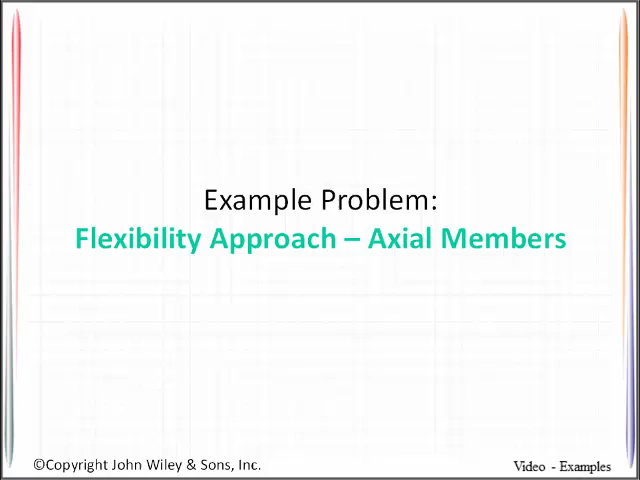 Example Problem:
Flexibility Approach – Axial Members
©Copyright John Wiley & Sons, Inc.
Video - Examples